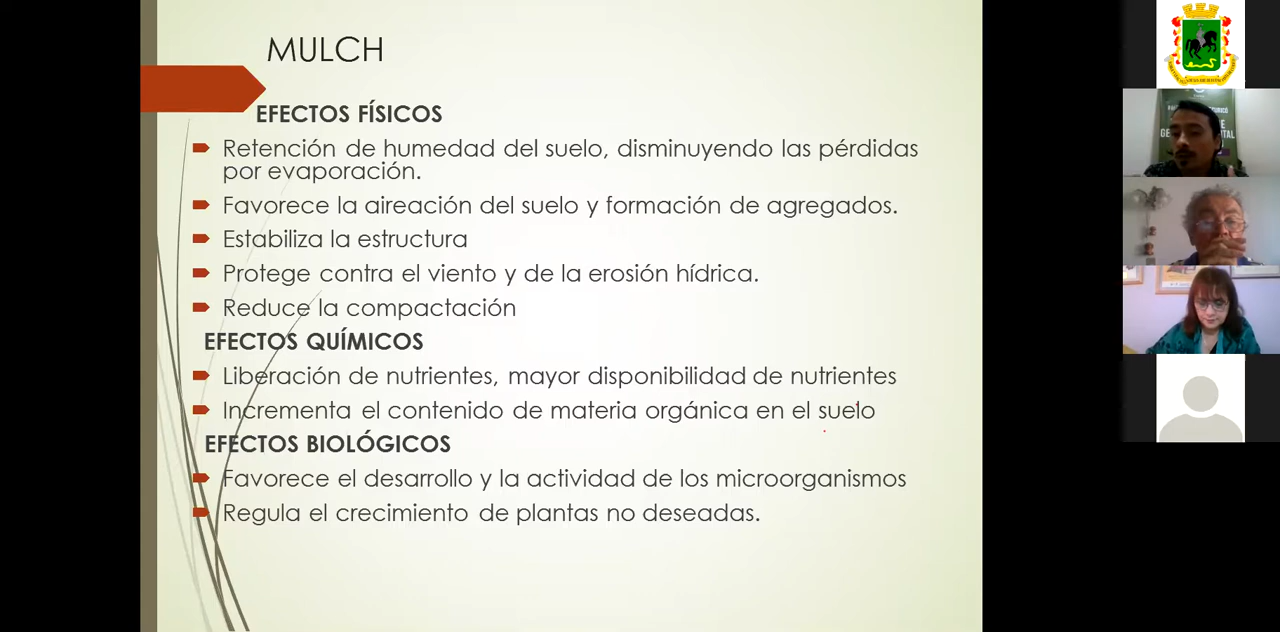 MULCH
EFECTOS FÍSICOS
Retención de humedad del suelo, disminuyendo las pérdidas
por evaporación.
Favorece la aireación del suelo y formación de agregados.
Estabiliza la estructura
Protege contra el viento y de la erosión hídrica.
Reduce la compactación
EFECTOS QUÍMICOS
Liberación de nutrientes, mayor disponibilidad de nutrientes
Incrementa el contenido de materia orgánica en el suelo
EFECTOS BIOLÓGICOS
Favorece el desarrollo y la actividad de los microorganismos
Regula el crecimiento de plantas no deseadas.